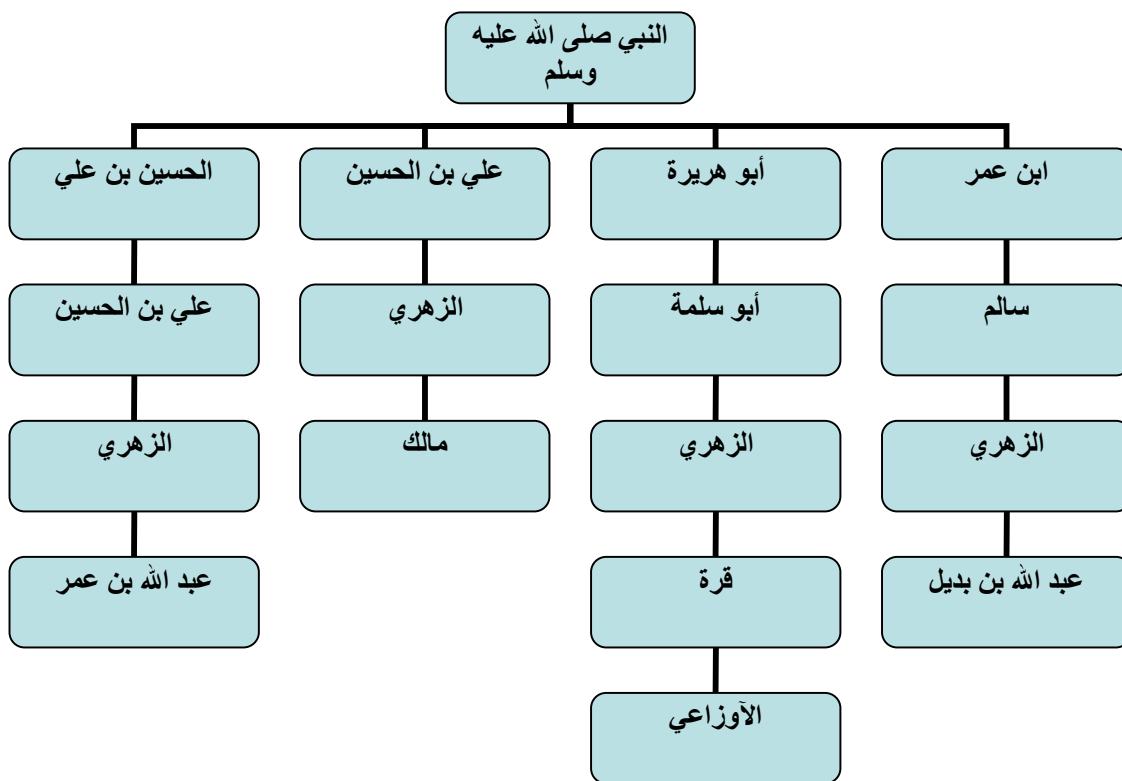 النبي صلى الله عليه
وسلم
ابن عمر
أبو هريرة
علي بن الحسين
الحسين بن علي
سالم
أبو سلمة
الزهري
علي بن الحسين
الزهري
الزهري
مالك
الزهري
عبد الله بن بديل
قرة
عبد الله بن عمر
الآوزاعي